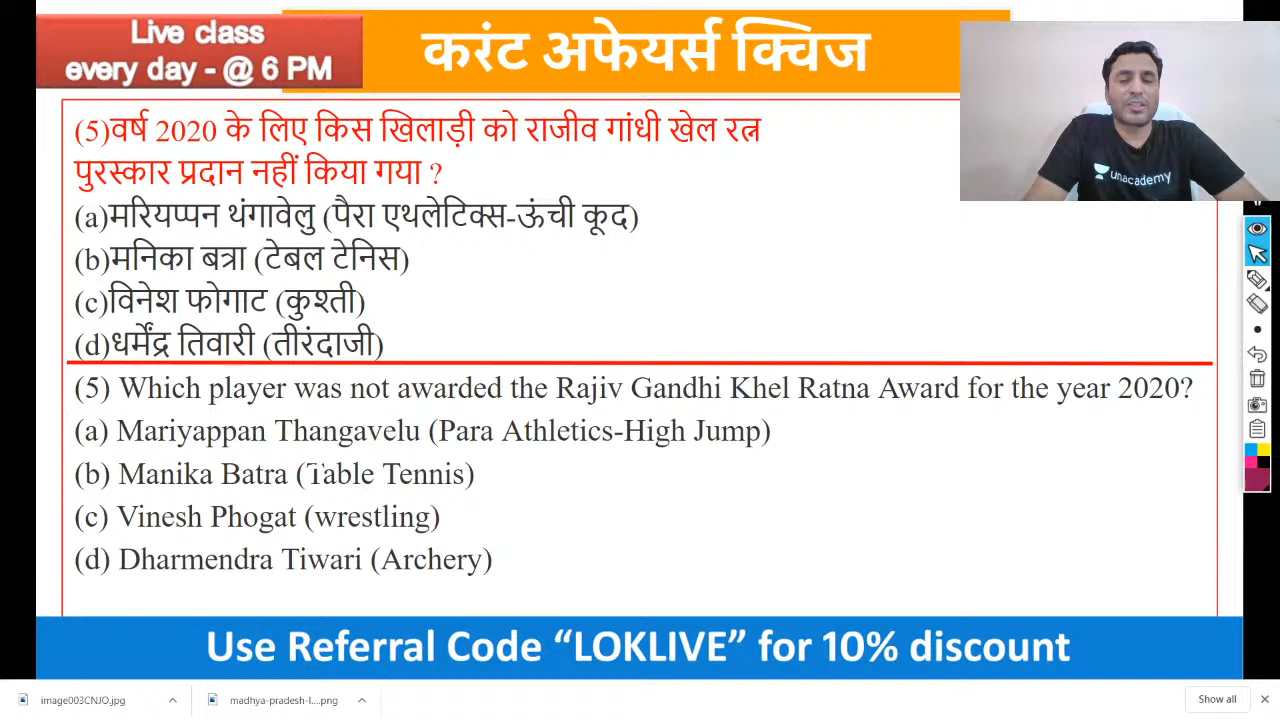 Live class
every day - @ 6 PM
करंट अफेयर्स क्विज
unacademy
(5)वर्ष 2020 के लिए किस खिलाड़ी को राजीव गांधी खेल रत्न
पुरस्कार प्रदान नहीं किया गया ?
(a)मरियप्पन थंगावेलु (पैरा एथलेटिक्स-ऊंची कूद)
(b)मनिका बत्रा (टेबल टेनिस)
(c)विनेश फोगाट (कुश्ती)
(d)धर्मेंद्र तिवारी (तीरंदाजी)
(5) Which player was not awarded the Rajiv Gandhi Khel Ratna Award for the year 2020?
(a) Mariyappan Thangavelu (Para Athletics-High Jump)
(b) Manika Batra (Table Tennis)
(c) Vinesh Phogat (wrestling)
(d) Dharmendra Tiwari (Archery)
Use Referral Code “LOKLIVE” for 10% discount
image003CNJO.jpg
madhya-pradesh-l....png
Show all